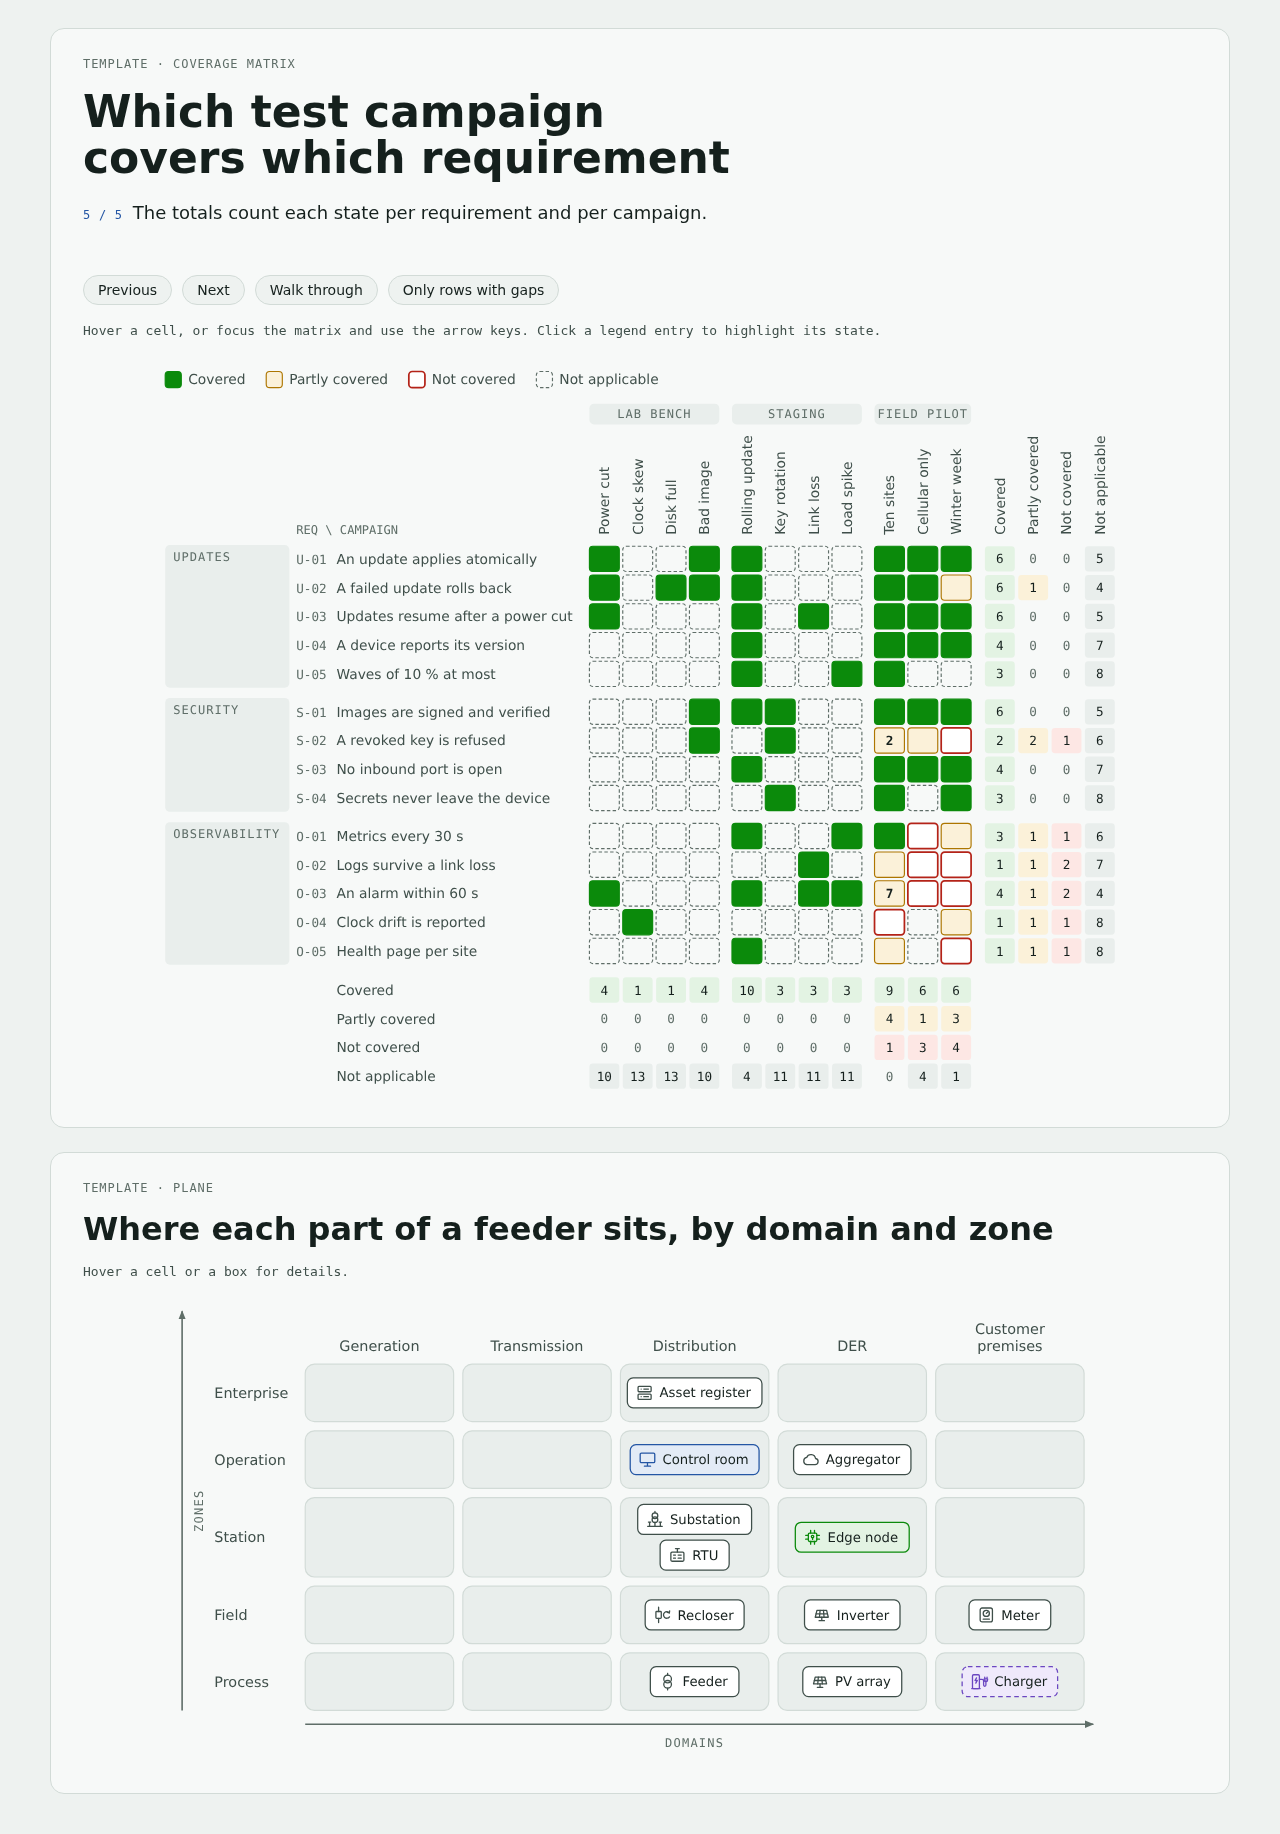 TEMPLATE · COVERAGE MATRIX
Which test campaign
covers which requirement
5 / 5 The totals count each state per requirement and per campaign.
Previous Next Walk through Only rows with gaps
Hover a cell, or focus the matrix and use the arrow keys. Click a legend entry to highlight its state.
Covered Partly covered Not covered Not applicable
LAB BENCH STAGING FIELD PILOT
Power cut Clock skew Disk full Bad image Rolling update Key rotation Link loss Load spike Ten sites Cellular only Winter week Covered Partly covered Not covered Not applicable
REQ \ CAMPAIGN
UPDATES
U-01 An update applies atomically 6 0 0 5
U-02 A failed update rolls back 6 1 0 4
U-03 Updates resume after a power cut 6 0 0 5
U-04 A device reports its version 4 0 0 7
U-05 Waves of 10 % at most 3 0 0 8
SECURITY
S-01 Images are signed and verified 6 0 0 5
S-02 A revoked key is refused 2 2 2 1 6
S-03 No inbound port is open 4 0 0 7
S-04 Secrets never leave the device 3 0 0 8
OBSERVABILITY
O-01 Metrics every 30 s 3 1 1 6
O-02 Logs survive a link loss 1 1 2 7
O-03 An alarm within 60 s 7 4 1 2 4
O-04 Clock drift is reported 1 1 1 8
O-05 Health page per site 1 1 1 8
Covered 4 1 1 4 10 3 3 3 9 6 6
Partly covered 0 0 0 0 0 0 0 0 4 1 3
Not covered 0 0 0 0 0 0 0 0 1 3 4
Not applicable 10 13 13 10 4 11 11 11 0 4 1
TEMPLATE · PLANE
Where each part of a feeder sits, by domain and zone
Hover a cell or a box for details.
Generation Transmission Distribution DER Customer
premises
Enterprise Asset register
Operation Control room Aggregator
ZONES
Station Substation Edge node
RTU
Field Recloser Inverter Meter
Process Feeder PV array Charger
DOMAINS